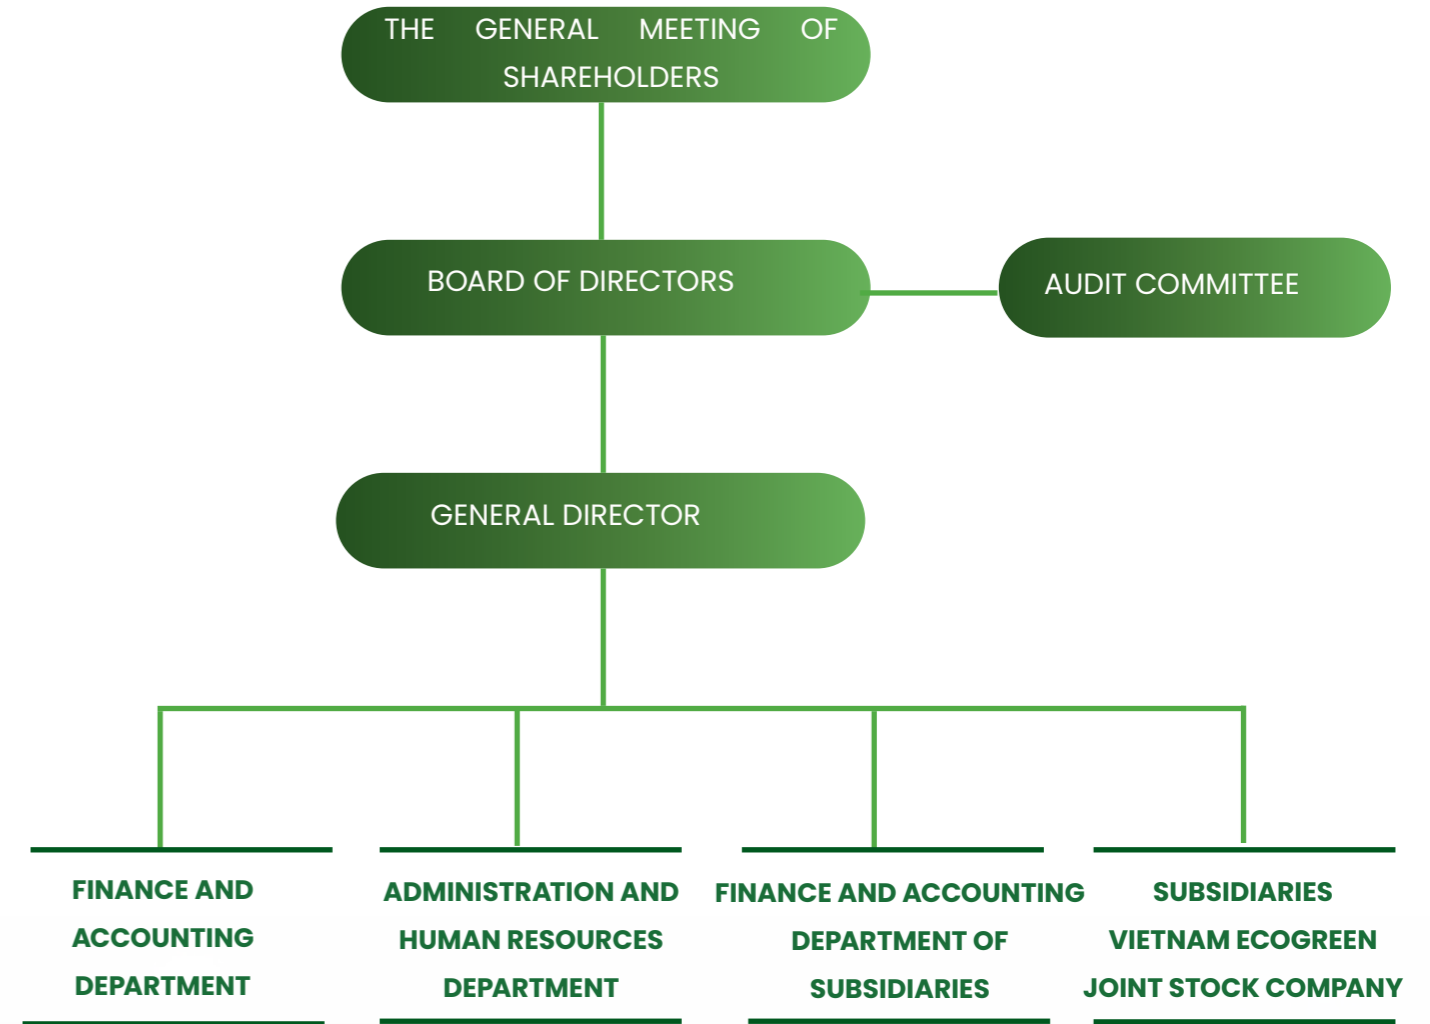 THE GENERAL MEETING OF
SHAREHOLDERS
BOARD OF DIRECTORS
AUDIT COMMITTEE
GENERAL DIRECTOR
FINANCE AND
ACCOUNTING
DEPARTMENT
ADMINISTRATION AND
HUMAN RESOURCES
DEPARTMENT
FINANCE AND ACCOUNTING
DEPARTMENT OF
SUBSIDIARIES
SUBSIDIARIES
VIETNAM ECOGREEN
JOINT STOCK COMPANY